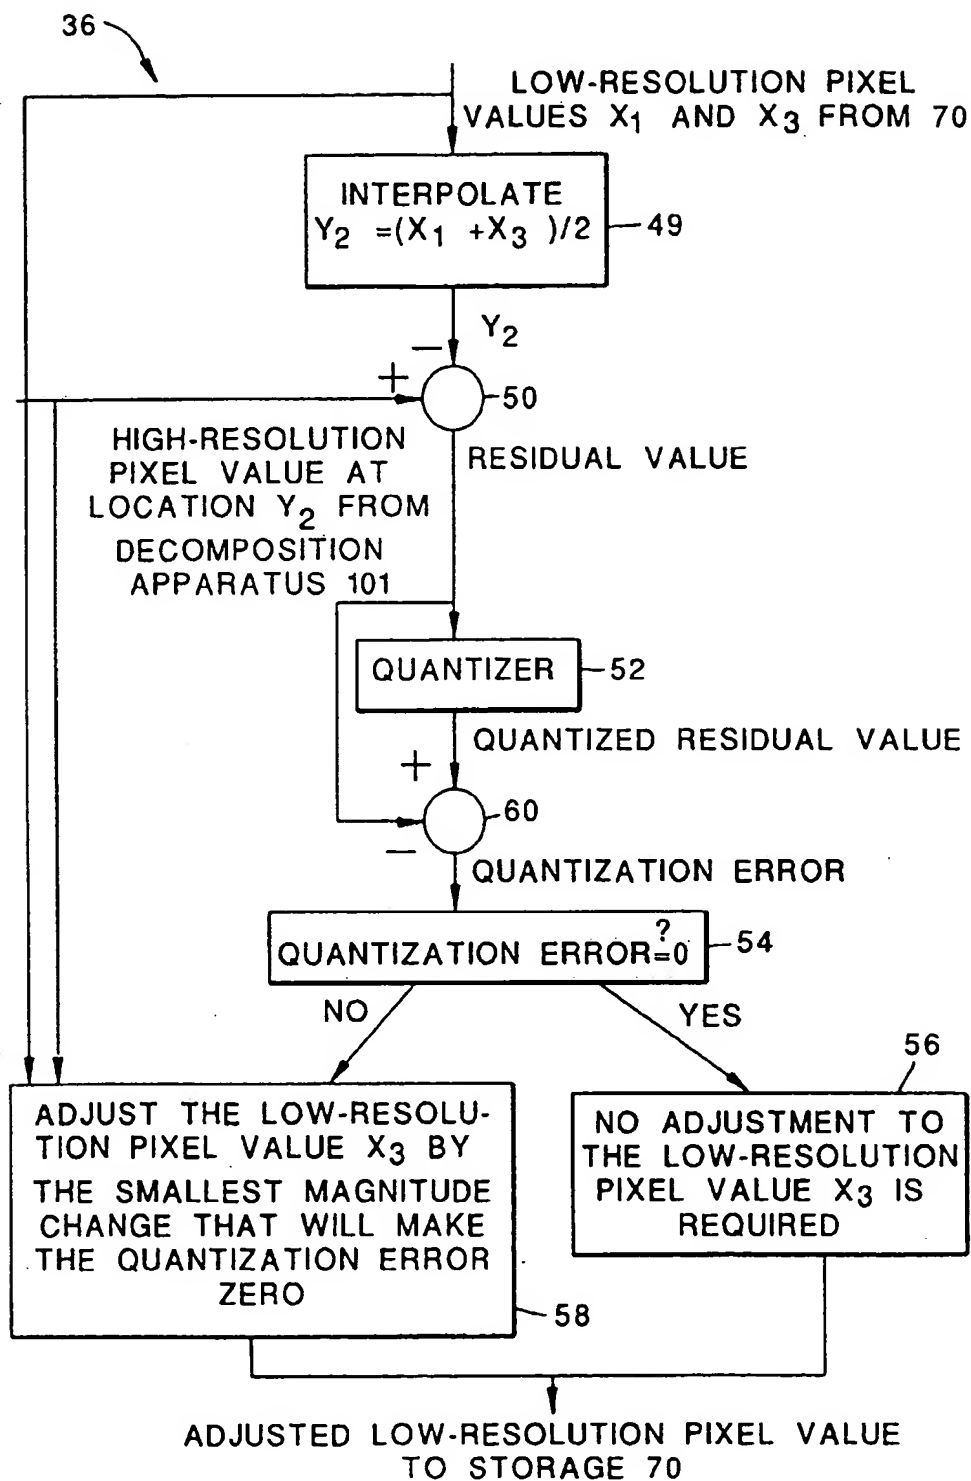 36
LOW-RESOLUTION PIXEL
VALUES X1 AND X3 FROM 70
INTERPOLATE
Y2 =(X1 +X3 )/2
49
Y2
−
+
50
HIGH-RESOLUTION
PIXEL VALUE AT
LOCATION Y2 FROM
DECOMPOSITION
APPARATUS 101
RESIDUAL VALUE
QUANTIZER
52
QUANTIZED RESIDUAL VALUE
+
60
−
QUANTIZATION ERROR
QUANTIZATION ERROR=?0
54
NO
YES
56
ADJUST THE LOW-RESOLU-
TION PIXEL VALUE X3 BY
THE SMALLEST MAGNITUDE
CHANGE THAT WILL MAKE
THE QUANTIZATION ERROR
ZERO
58
NO ADJUSTMENT TO
THE LOW-RESOLUTION
PIXEL VALUE X3 IS
REQUIRED
ADJUSTED LOW-RESOLUTION PIXEL VALUE
TO STORAGE 70